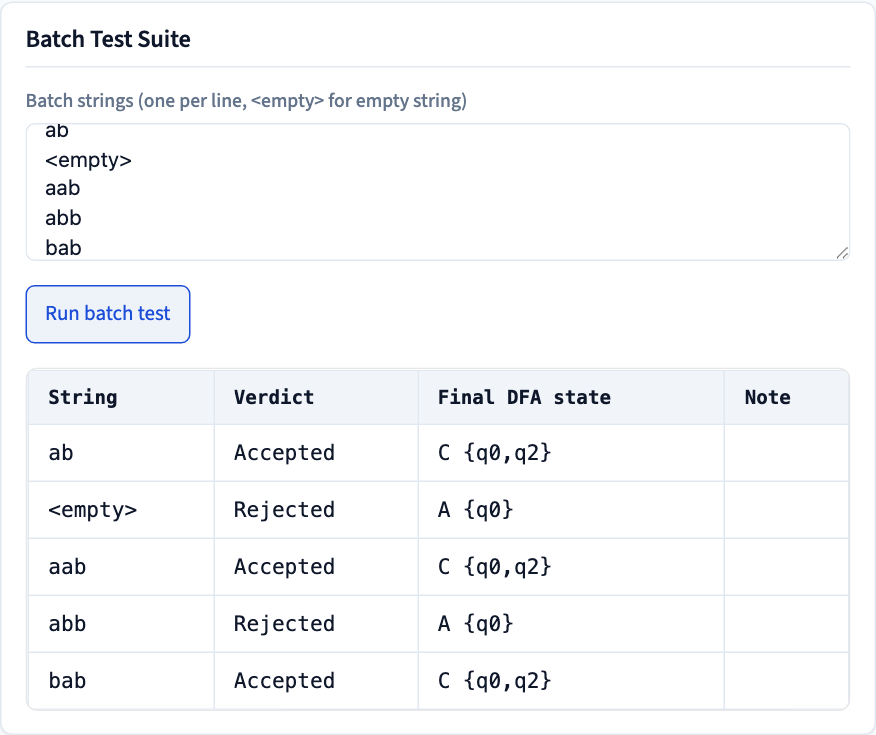 Batch Test Suite
Batch strings (one per line, <empty> for empty string)
ab
<empty>
aab
abb
bab
Run batch test
String Verdict Final DFA state Note
ab Accepted C {q0,q2}
<empty> Rejected A {q0}
aab Accepted C {q0,q2}
abb Rejected A {q0}
bab Accepted C {q0,q2}